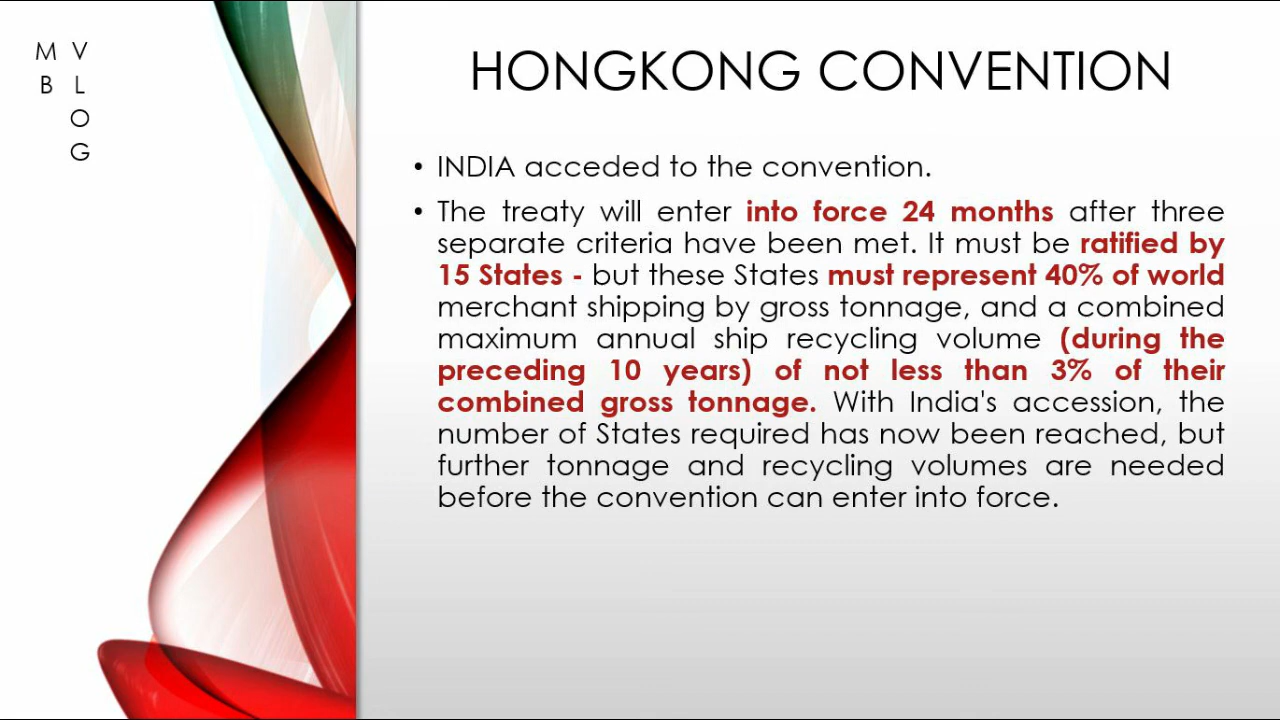 M V
B L
O
G
HONGKONG CONVENTION
• INDIA acceded to the convention.
• The treaty will enter into force 24 months after three
separate criteria have been met. It must be ratified by
15 States - but these States must represent 40% of world
merchant shipping by gross tonnage, and a combined
maximum annual ship recycling volume (during the
preceding 10 years) of not less than 3% of their
combined gross tonnage. With India's accession, the
number of States required has now been reached, but
further tonnage and recycling volumes are needed
before the convention can enter into force.